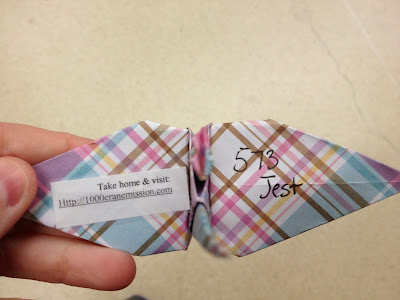 Take home & visit:
Http://1000cranemission.com
573
Jest